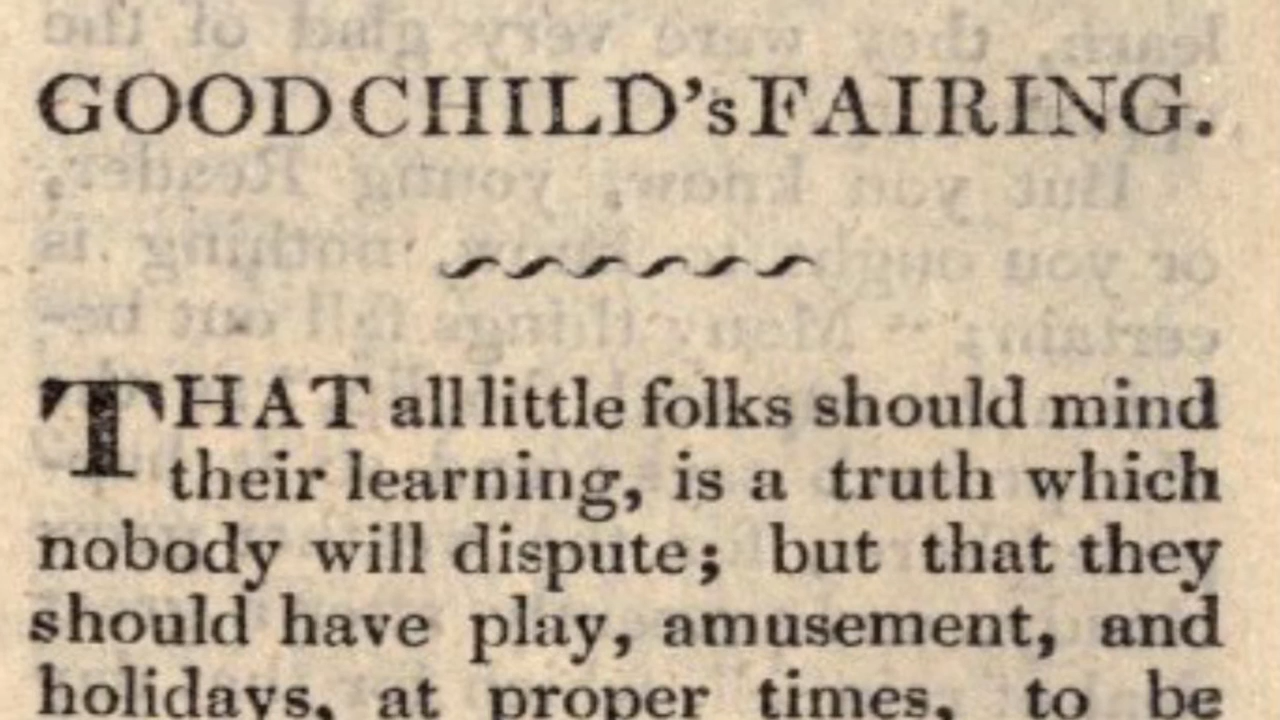 GOOD CHILD's FAIRING.
THAT all little folks should mind
their learning, is a truth which
nobody will dispute; but that they
should have play, amusement, and
holidays, at proper times, to be